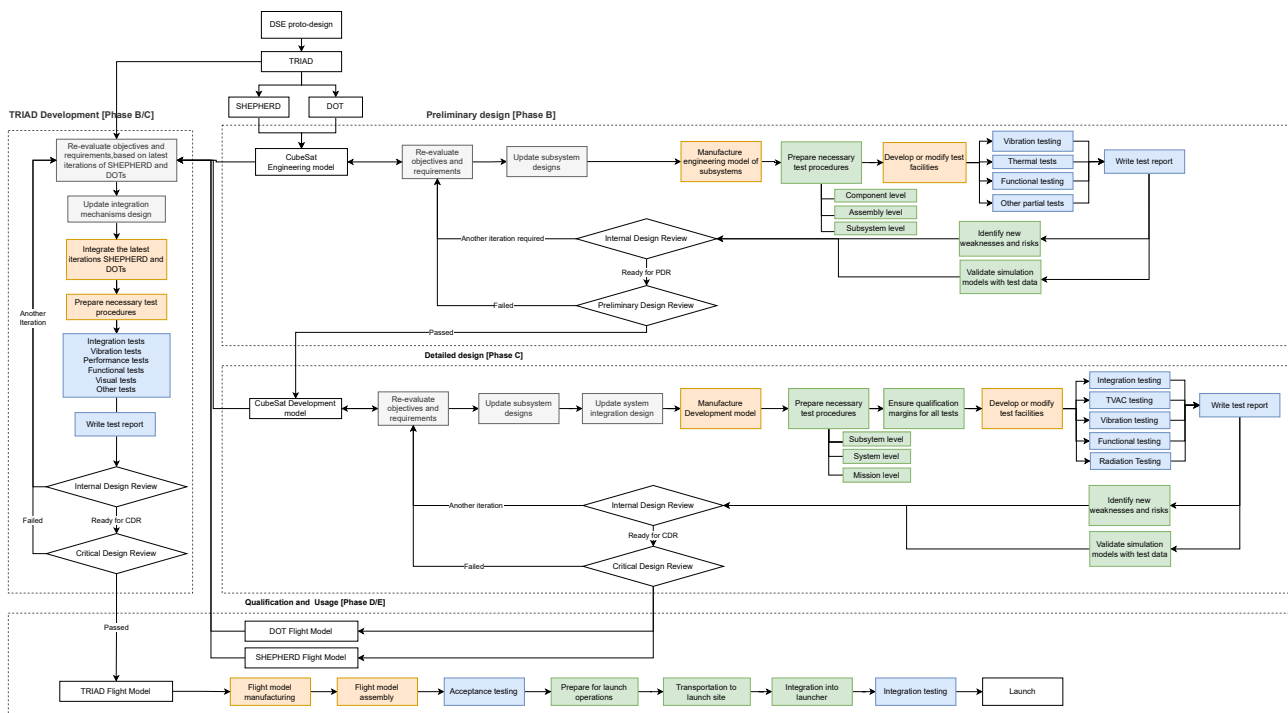 DSE proto-design
TRIAD
SHEPHERD
DOT
TRIAD Development [Phase B/C]
Re-evaluate objectives and
requirements,based on latest
iterations of SHEPHERD and
DOTs
Update integration
mechanisms design
Integrate the latest
iterations SHEPHERD and
DOTs
Prepare necessary test
procedures
Another
Iteration
Integration tests
Vibration tests
Performance tests
Functional tests
Visual tests
Other tests
Write test report
Internal Design Review
Failed
Ready for CDR
Critical Design Review
Passed
Preliminary design [Phase B]
CubeSat
Engineering model
Re-evaluate
objectives and
requirements
Update subsystem
designs
Manufacture
engineering model of
subsystems
Prepare necessary
test procedures
Component level
Assembly level
Subsystem level
Develop or modify test
facilities
Vibration testing
Thermal tests
Functional testing
Other partial tests
Write test report
Identify new
weaknesses and risks
Validate simulation
models with test data
Another iteration required
Internal Design Review
Ready for PDR
Failed
Preliminary Design Review
Passed
Detailed design [Phase C]
CubeSat Development
model
Re-evaluate
objectives and
requirements
Update subsystem
designs
Update system
integration design
Manufacture
Development model
Prepare necessary
test procedures
Subsytem level
System level
Mission level
Ensure qualification
margins for all tests
Develop or modify
test facilities
Integration testing
TVAC testing
Vibration testing
Functional testing
Radiation Testing
Write test report
Identify new
weaknesses and risks
Validate simulation
models with test data
Another iteration
Internal Design Review
Ready for CDR
Failed
Critical Design Review
Qualification and Usage [Phase D/E]
DOT Flight Model
SHEPHERD Flight Model
TRIAD Flight Model
Flight model
manufacturing
Flight model
assembly
Acceptance testing
Prepare for launch
operations
Transportation to
launch site
Integration into
launcher
Integration testing
Launch